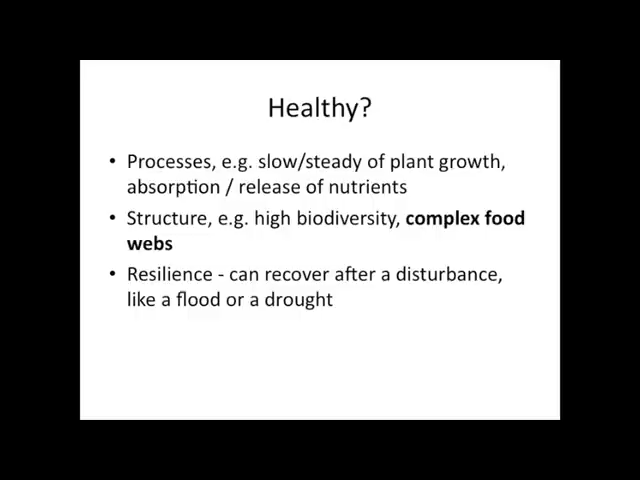 Healthy?
• Processes, e.g. slow/steady of plant growth,
absorption / release of nutrients
• Structure, e.g. high biodiversity, complex food
webs
• Resilience - can recover after a disturbance,
like a flood or a drought